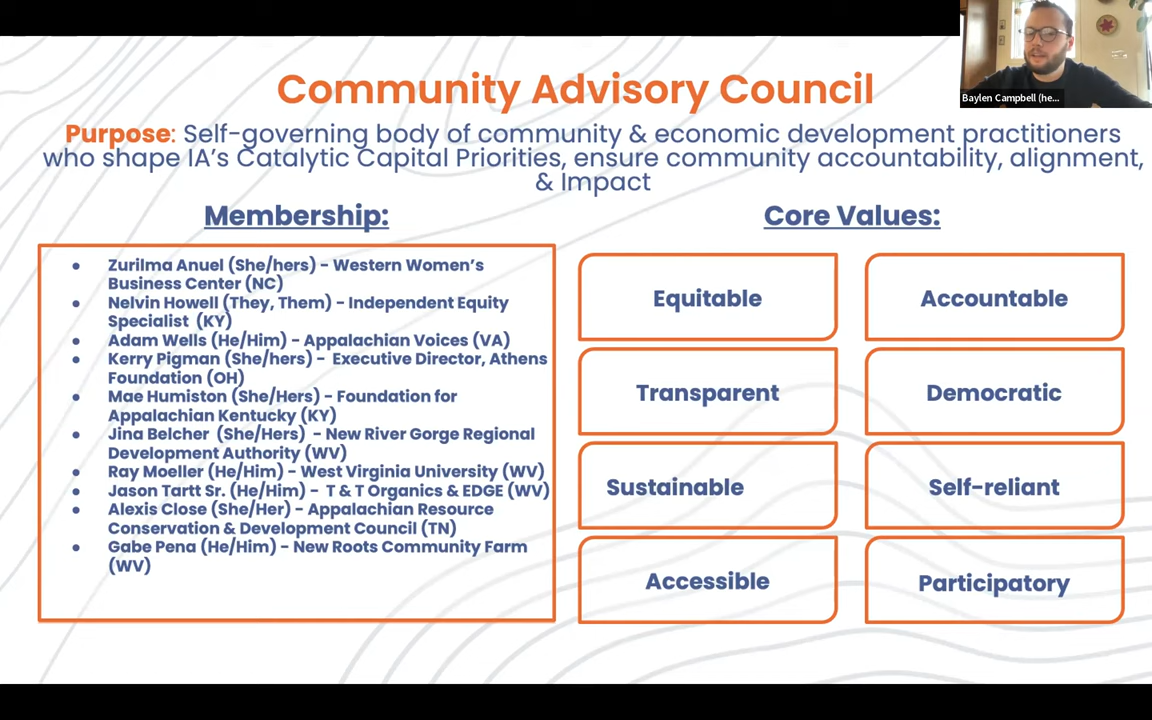 Community Advisory Council
Baylen Campbell (he...
Purpose: Self-governing body of community & economic development practitioners
who shape IA's Catalytic Capital Priorities, ensure community accountability, alignment,
& Impact
Membership:
● Zurilma Anuel (She/hers) - Western Women's
Business Center (NC)
● Nelvin Howell (They, Them) - Independent Equity
Specialist (KY)
● Adam Wells (He/Him) - Appalachian Voices (VA)
● Kerry Pigman (She/hers) - Executive Director, Athens
Foundation (OH)
● Mae Humiston (She/Hers) - Foundation for
Appalachian Kentucky (KY)
● Jina Belcher (She/Hers) - New River Gorge Regional
Development Authority (WV)
● Ray Moeller (He/Him) - West Virginia University (WV)
● Jason Tartt Sr. (He/Him) - T & T Organics & EDGE (WV)
● Alexis Close (She/Her) - Appalachian Resource
Conservation & Development Council (TN)
● Gabe Pena (He/Him) - New Roots Community Farm
(WV)
Core Values:
Equitable
Accountable
Transparent
Democratic
Sustainable
Self-reliant
Accessible
Participatory